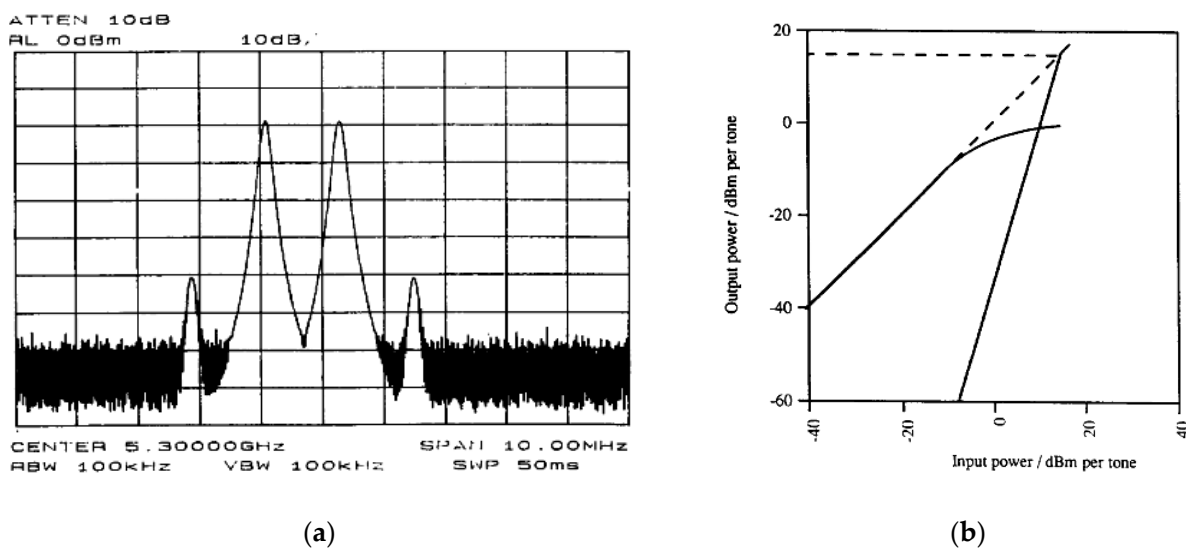 ATTEN 10dB
RL 0dBm 10dB,
CENTER 5.30000GHz SPAN 10.00MHz
RBW 100kHz VBW 100kHz SWP 50ms
(a)
20
0
-20
-40
-60
Output power / dBm per tone
-40
-20
0
20
40
Input power / dBm per tone
(b)